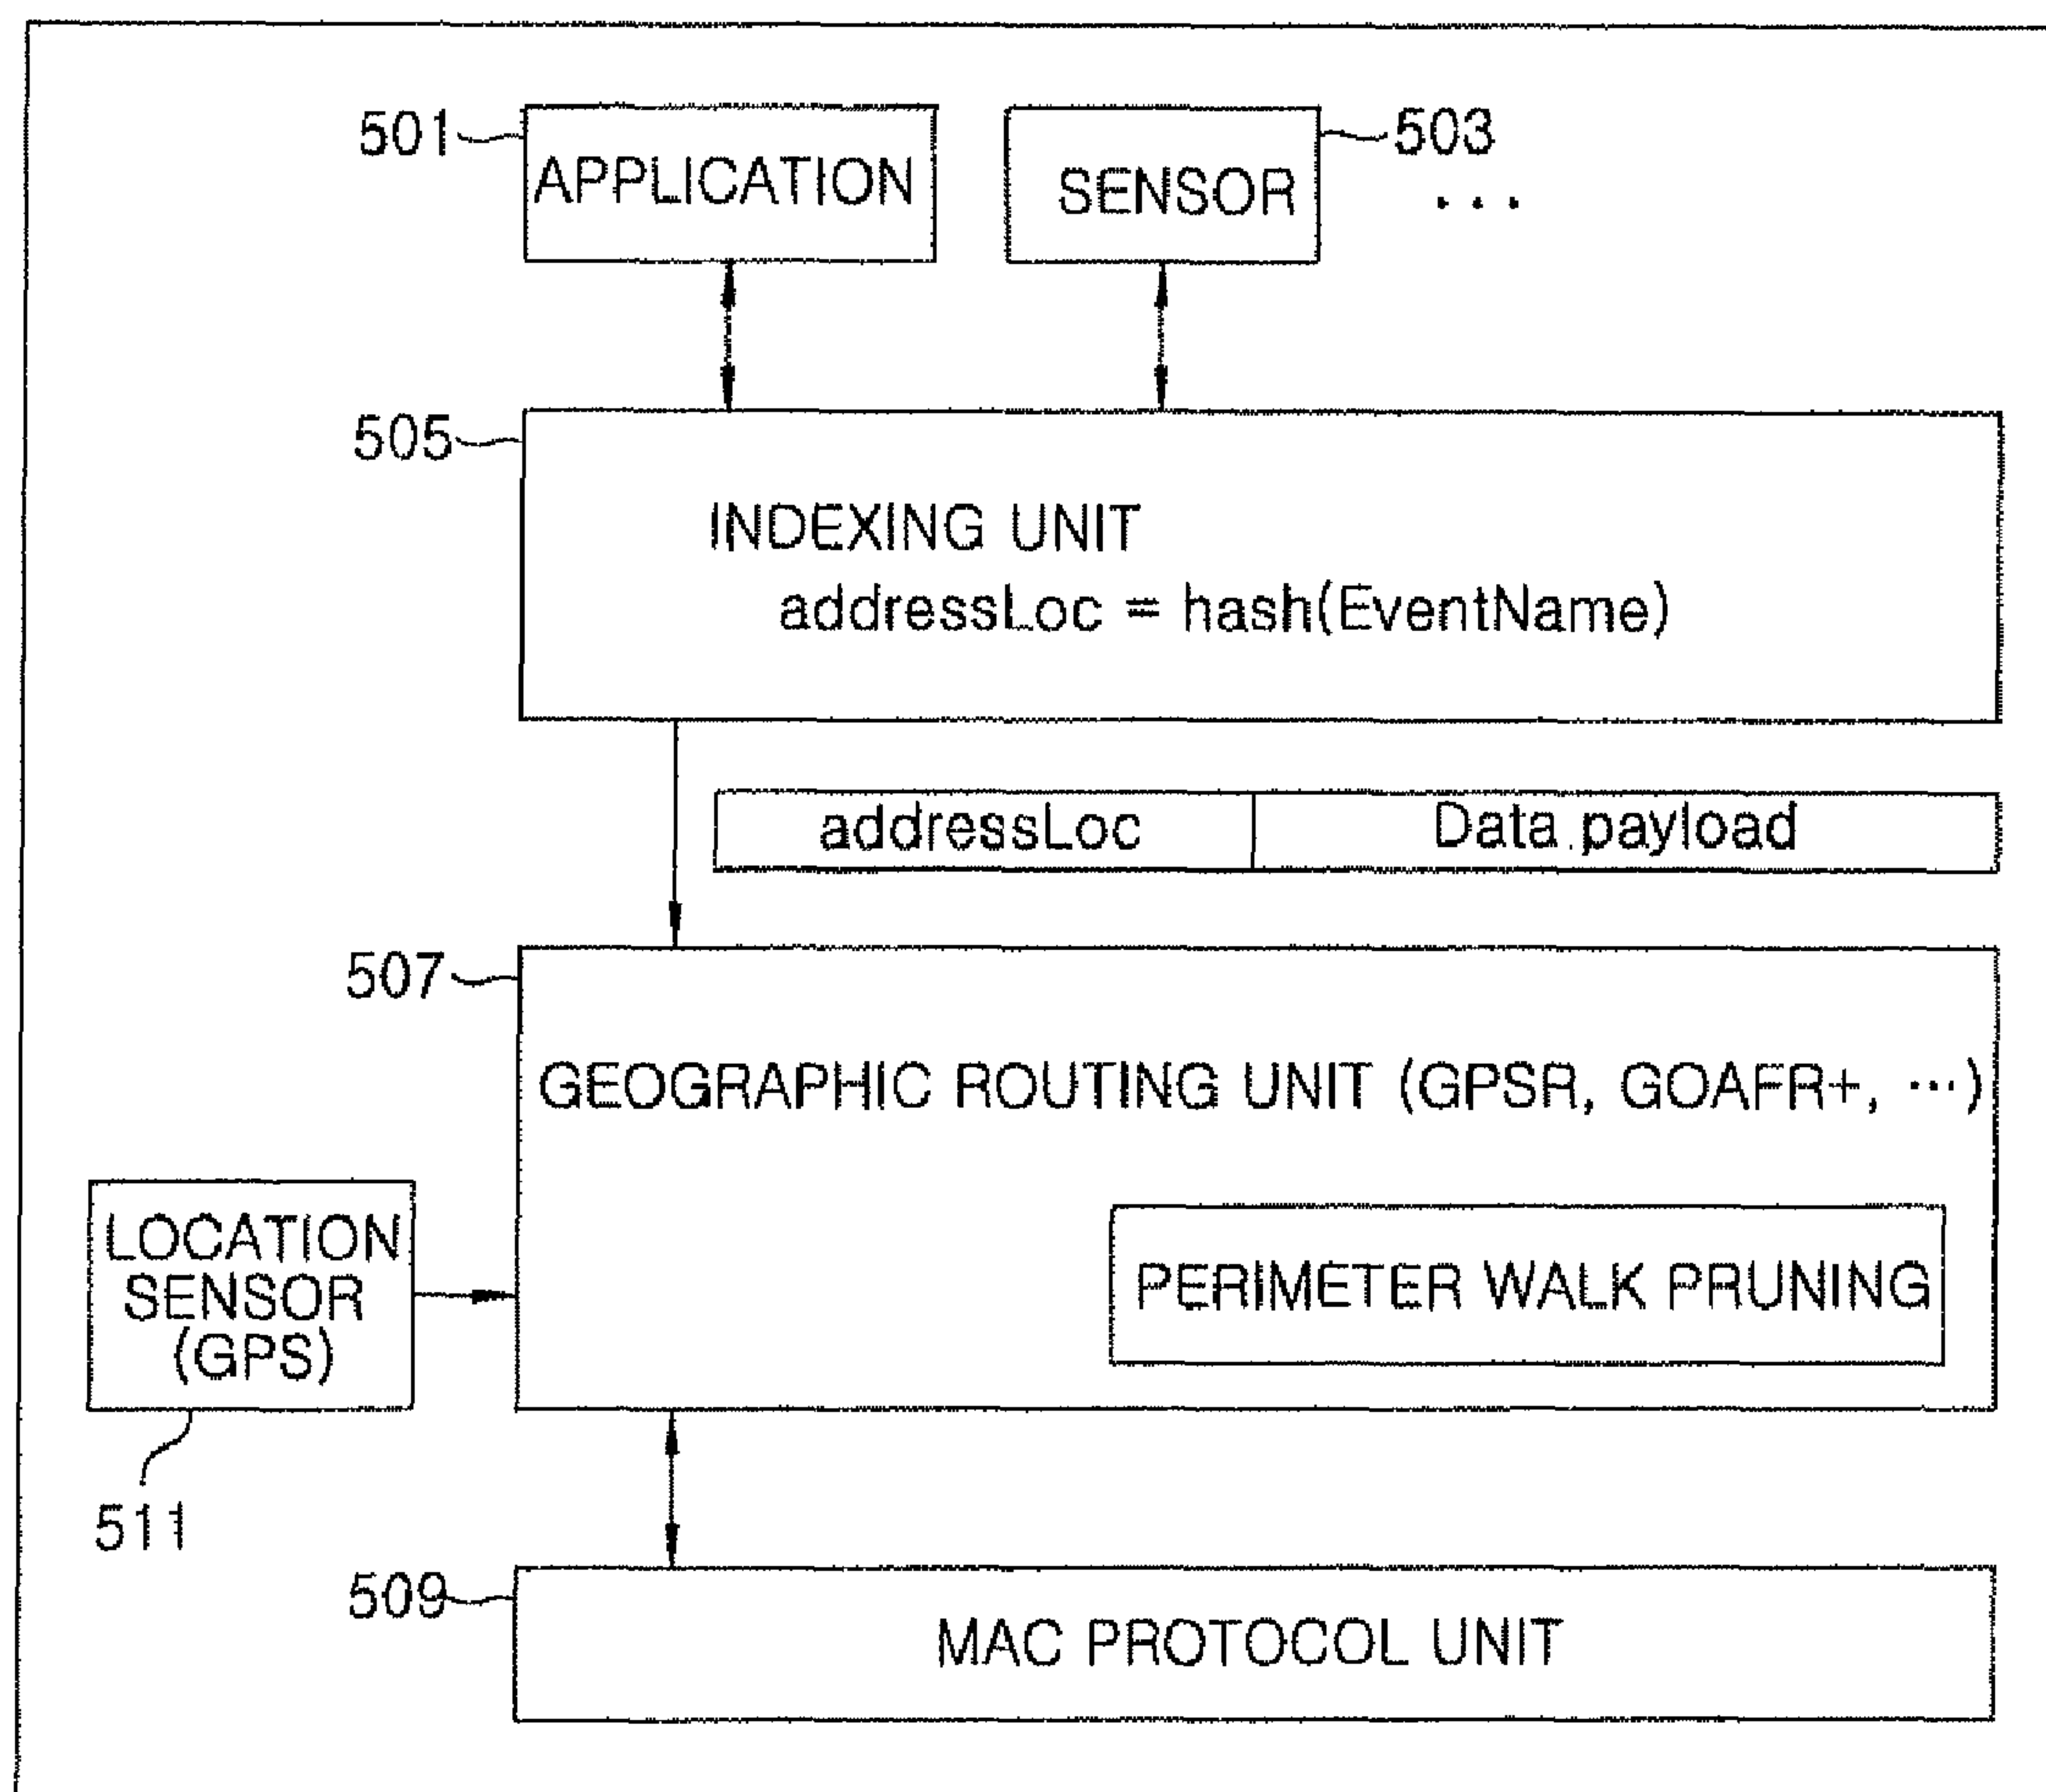 501
APPLICATION
SENSOR
503
...
505
INDEXING UNIT
addressLoc = hash(EventName)
addressLoc
Data payload
507
GEOGRAPHIC ROUTING UNIT (GPSR, GOAFR+, ...)
LOCATION
SENSOR
(GPS)
PERIMETER WALK PRUNING
511
509
MAC PROTOCOL UNIT